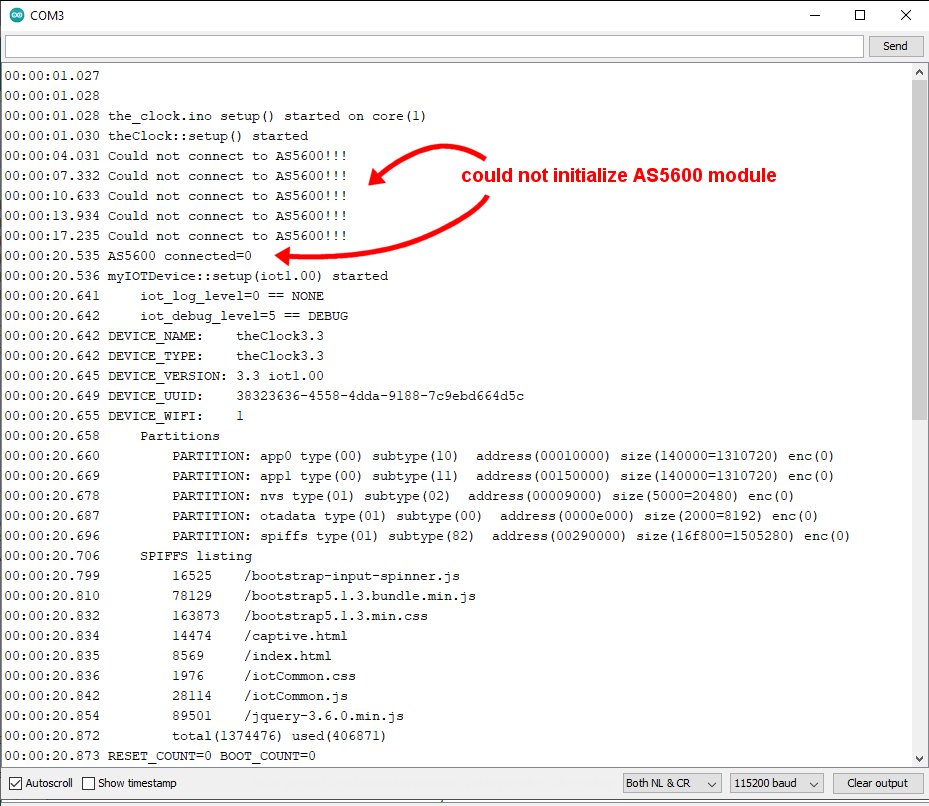 COM3
Send
00:00:01.027
00:00:01.028
00:00:01.028 the_clock.ino setup() started on core(1)
00:00:01.030 theClock::setup() started
00:00:04.031 Could not connect to AS5600!!!
00:00:07.332 Could not connect to AS5600!!!
could not initialize AS5600 module
00:00:10.633 Could not connect to AS5600!!!
00:00:13.934 Could not connect to AS5600!!!
00:00:17.235 Could not connect to AS5600!!!
00:00:20.535 AS5600 connected=0
00:00:20.536 myIOTDevice::setup(iot1.00) started
00:00:20.641     iot_log_level=0 == NONE
00:00:20.642     iot_debug_level=5 == DEBUG
00:00:20.642 DEVICE_NAME:    theClock3.3
00:00:20.642 DEVICE_TYPE:    theClock3.3
00:00:20.645 DEVICE_VERSION: 3.3 iot1.00
00:00:20.649 DEVICE_UUID:    38323636-4558-4dda-9188-7c9ebd664d5c
00:00:20.655 DEVICE_WIFI:    1
00:00:20.658     Partitions
00:00:20.660         PARTITION: app0 type(00) subtype(10)  address(00010000) size(140000=1310720) enc(0)
00:00:20.669         PARTITION: app1 type(00) subtype(11)  address(00150000) size(140000=1310720) enc(0)
00:00:20.678         PARTITION: nvs type(01) subtype(02)  address(00009000) size(5000=20480) enc(0)
00:00:20.687         PARTITION: otadata type(01) subtype(00)  address(0000e000) size(2000=8192) enc(0)
00:00:20.696         PARTITION: spiffs type(01) subtype(82)  address(00290000) size(16f800=1505280) enc(0)
00:00:20.706     SPIFFS listing
00:00:20.799         16525    /bootstrap-input-spinner.js
00:00:20.810         78129    /bootstrap5.1.3.bundle.min.js
00:00:20.832         163873   /bootstrap5.1.3.min.css
00:00:20.834         14474    /captive.html
00:00:20.835         8569     /index.html
00:00:20.836         1976     /iotCommon.css
00:00:20.842         28114    /iotCommon.js
00:00:20.854         89501    /jquery-3.6.0.min.js
00:00:20.872         total(1374476) used(406871)
00:00:20.873 RESET_COUNT=0 BOOT_COUNT=0
Autoscroll Show timestamp Both NL & CR 115200 baud Clear output